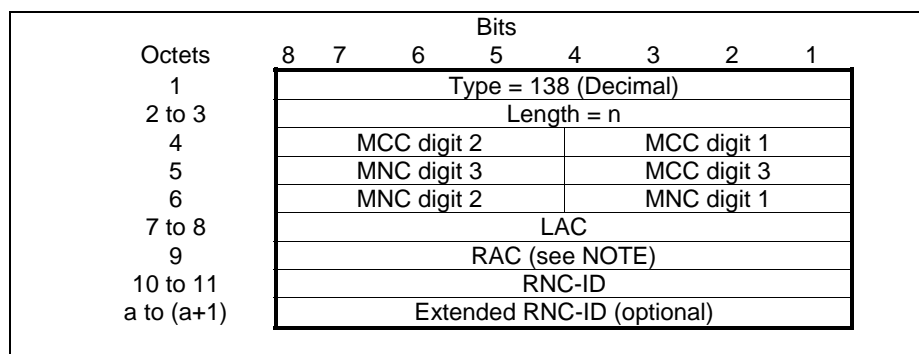 Bits
Octets 8 7 6 5 4 3 2 1
1 Type = 138 (Decimal)
2 to 3 Length = n
4 MCC digit 2 MCC digit 1
5 MNC digit 3 MCC digit 3
6 MNC digit 2 MNC digit 1
7 to 8 LAC
9 RAC (see NOTE)
10 to 11 RNC-ID
a to (a+1) Extended RNC-ID (optional)